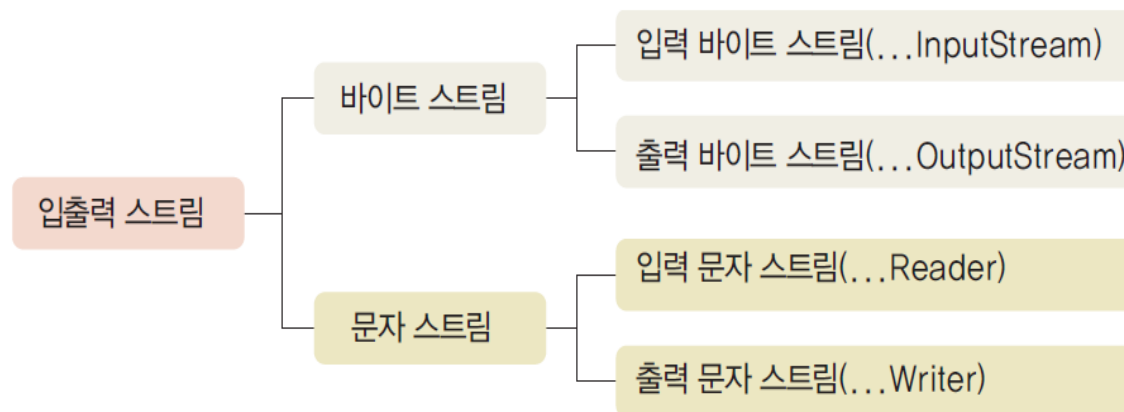 입출력 스트림
바이트 스트림
입력 바이트 스트림(...InputStream)
출력 바이트 스트림(...OutputStream)
문자 스트림
입력 문자 스트림(...Reader)
출력 문자 스트림(...Writer)